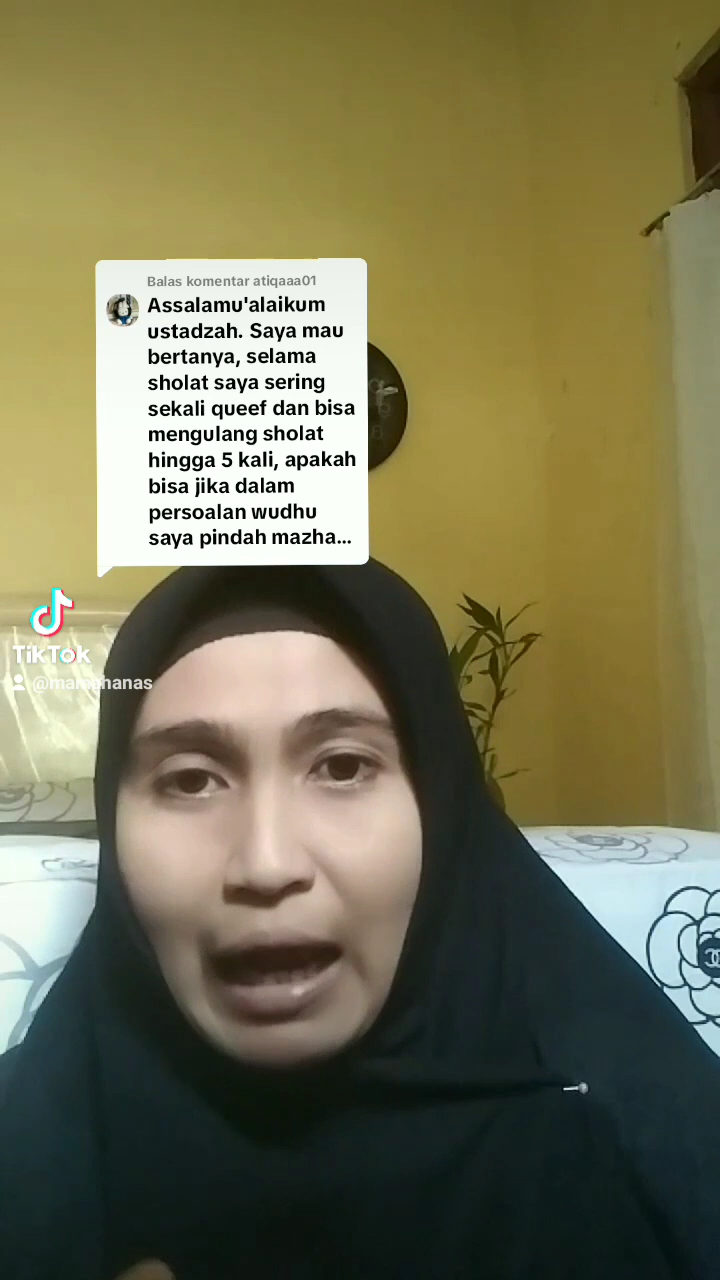 Balas komentar atiqaaa01
Assalamu'alaikum
ustadzah. Saya mau
bertanya, selama
sholat saya sering
sekali queef dan bisa
mengulang sholat
hingga 5 kali, apakah
bisa jika dalam
persoalan wudhu
saya pindah mazha...
TikTok